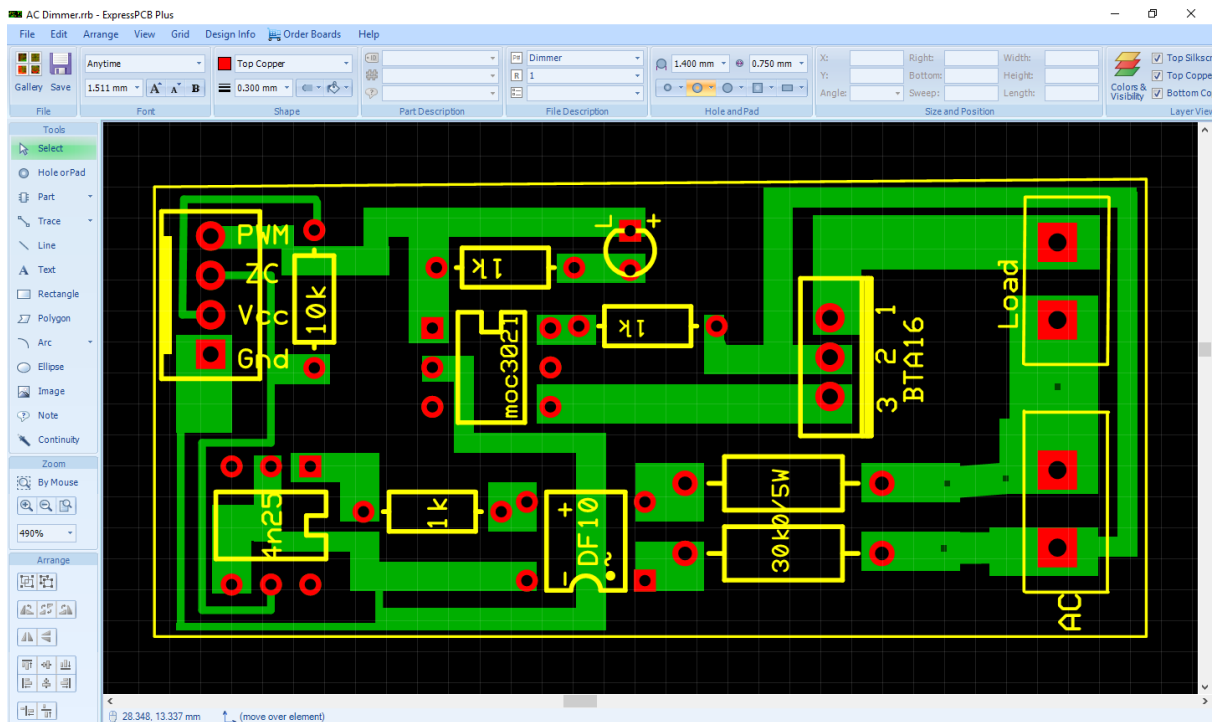 AC Dimmer.rrb - ExpressPCB Plus
File Edit Arrange View Grid Design Info Order Boards Help
Anytime
Top Copper
Dimmer
1.400 mm 0.750 mm
X: Right: Width:
Top Silkscr
Gallery Save
1.511 mm A A B
0.300 mm
R 1
Y: Bottom: Height:
Top Coppe
Angle: Sweep: Length:
Colors & Visibility
Bottom Co
File Font Shape Part Description File Description Hole and Pad Size and Position Layer View
Tools
Select
Hole or Pad
Part
Trace
Line
Text
Rectangle
Polygon
Arc
Ellipse
Image
Note
Continuity
Zoom
By Mouse
490%
Arrange
PWM
ZC
Vcc
Gnd
10k
1k
L +
moc3021
1k
1
2
3
BTA16
Load
4n25
1k
+
DF10
-
~
30k0/5W
AC
28.348, 13.337 mm (move over element)